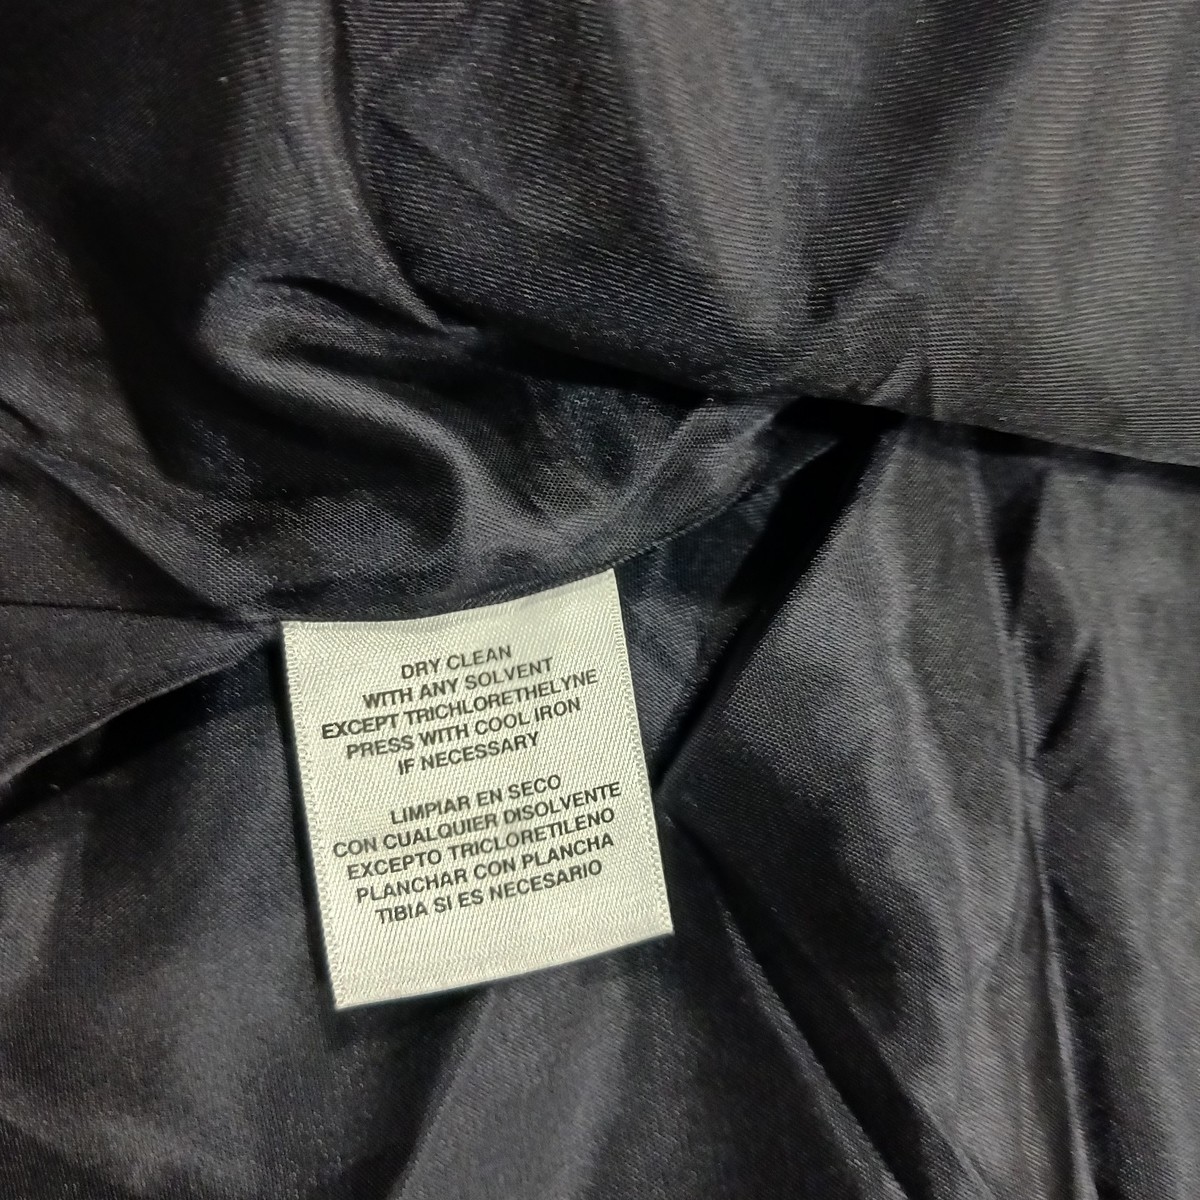 DRY CLEAN
WITH ANY SOLVENT
EXCEPT TRICHLORETHELYNE
PRESS WITH COOL IRON
IF NECESSARY
LIMPIAR EN SECO
CON CUALQUIER DISOLVENTE
EXCEPTO TRICLORETILENO
PLANCHAR CON PLANCHA
TIBIA SI ES NECESARIO